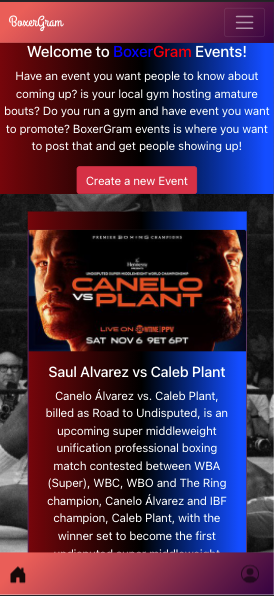 BoxerGram
Welcome to BoxerGram Events!
Have an event you want people to know about
coming up? is your local gym hosting amature
bouts? Do you run a gym and have event you want
to promote? BoxerGram events is where you want
to post that and get people showing up!
Create a new Event
PREMIER BOXING CHAMPIONS
Hennessy
UNDISPUTED SUPER MIDDLEWEIGHT WORLD CHAMPIONSHIP
CANELO
VS PLANT
LIVE ON SHOWTIME PPV
SAT NOV 6 9ET 6PT
Saul Alvarez vs Caleb Plant
Canelo Álvarez vs. Caleb Plant,
billed as Road to Undisputed, is an
upcoming super middleweight
unification professional boxing
match contested between WBA
(Super), WBC, WBO and The Ring
champion, Canelo Álvarez and IBF
champion, Caleb Plant, with the
winner set to become the first
undisputed super middleweight